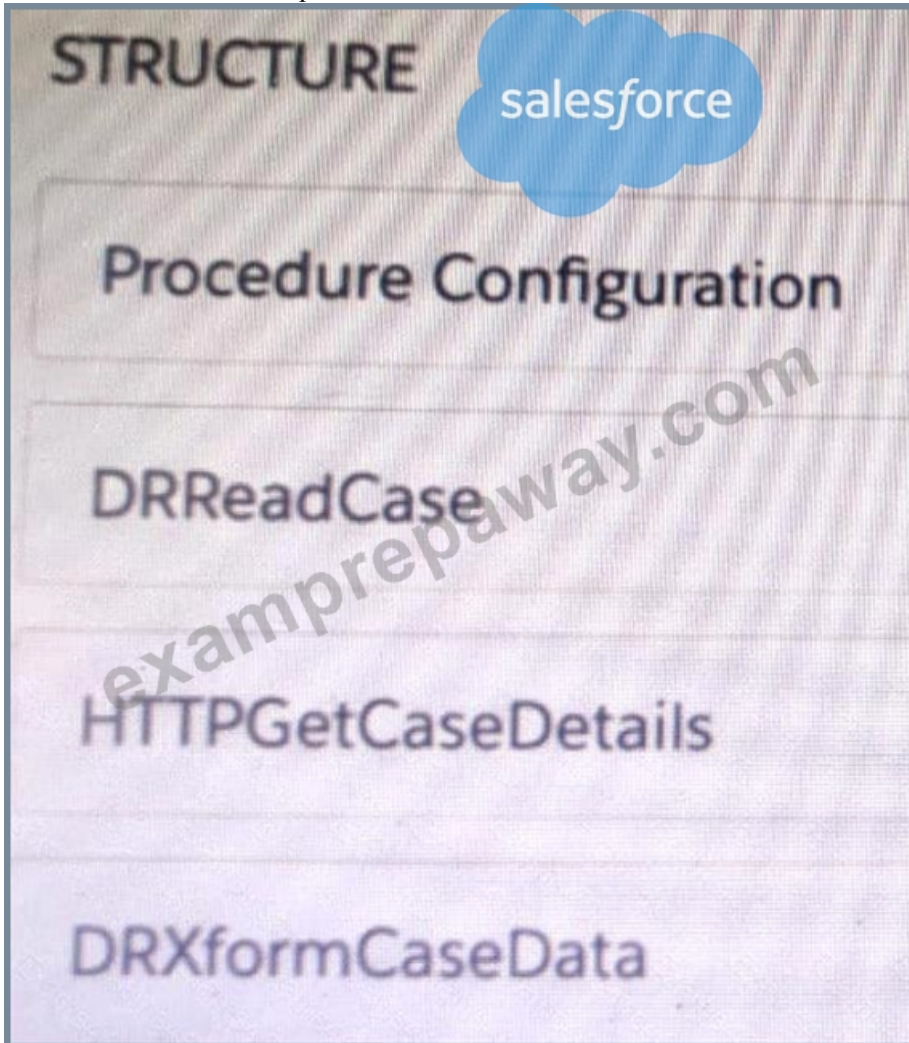 STRUCTURE
salesforce
Procedure Configuration
DRReadCase
examprepaway.com
HTTPGetCaseDetails
DRXformCaseData